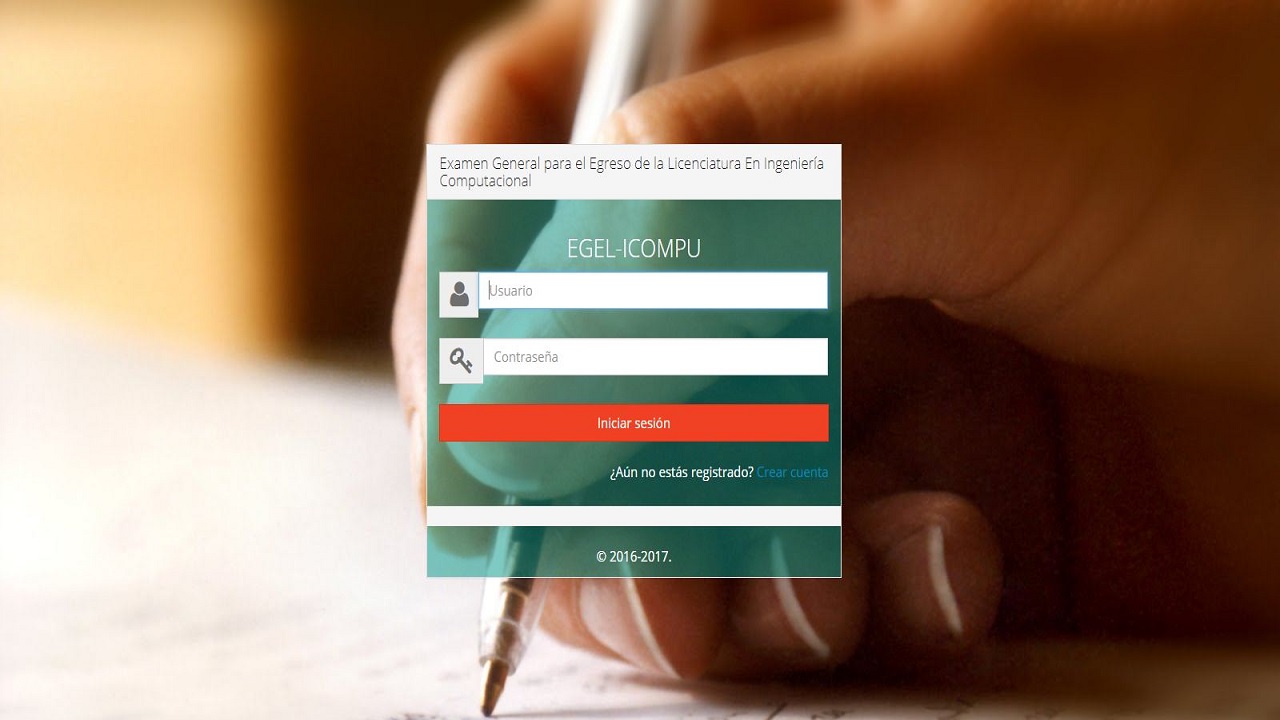 Examen General para el Egreso de la Licenciatura En Ingeniería
Computacional
EGEL-ICOMPU
Usuario
Contraseña
Iniciar sesión
¿Aún no estás registrado? Crear cuenta
© 2016-2017.